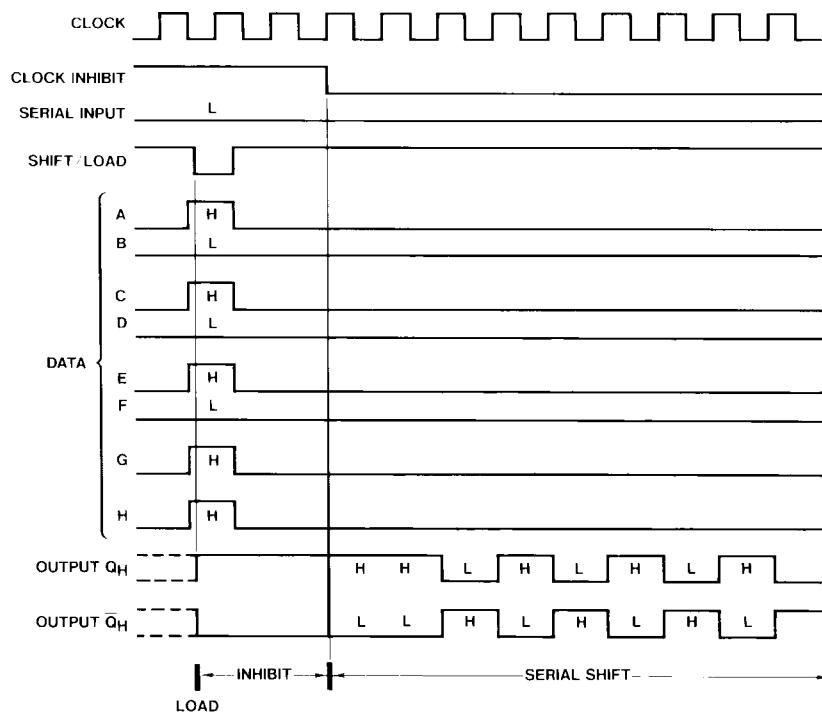 CLOCK
CLOCK INHIBIT
SERIAL INPUT L
SHIFT/LOAD
A H
B L
C H
D L
DATA
E H
F L
G H
H H
OUTPUT QH H H L H L H L H
OUTPUT Q̅H L L H L H L H L
INHIBIT SERIAL SHIFT
LOAD